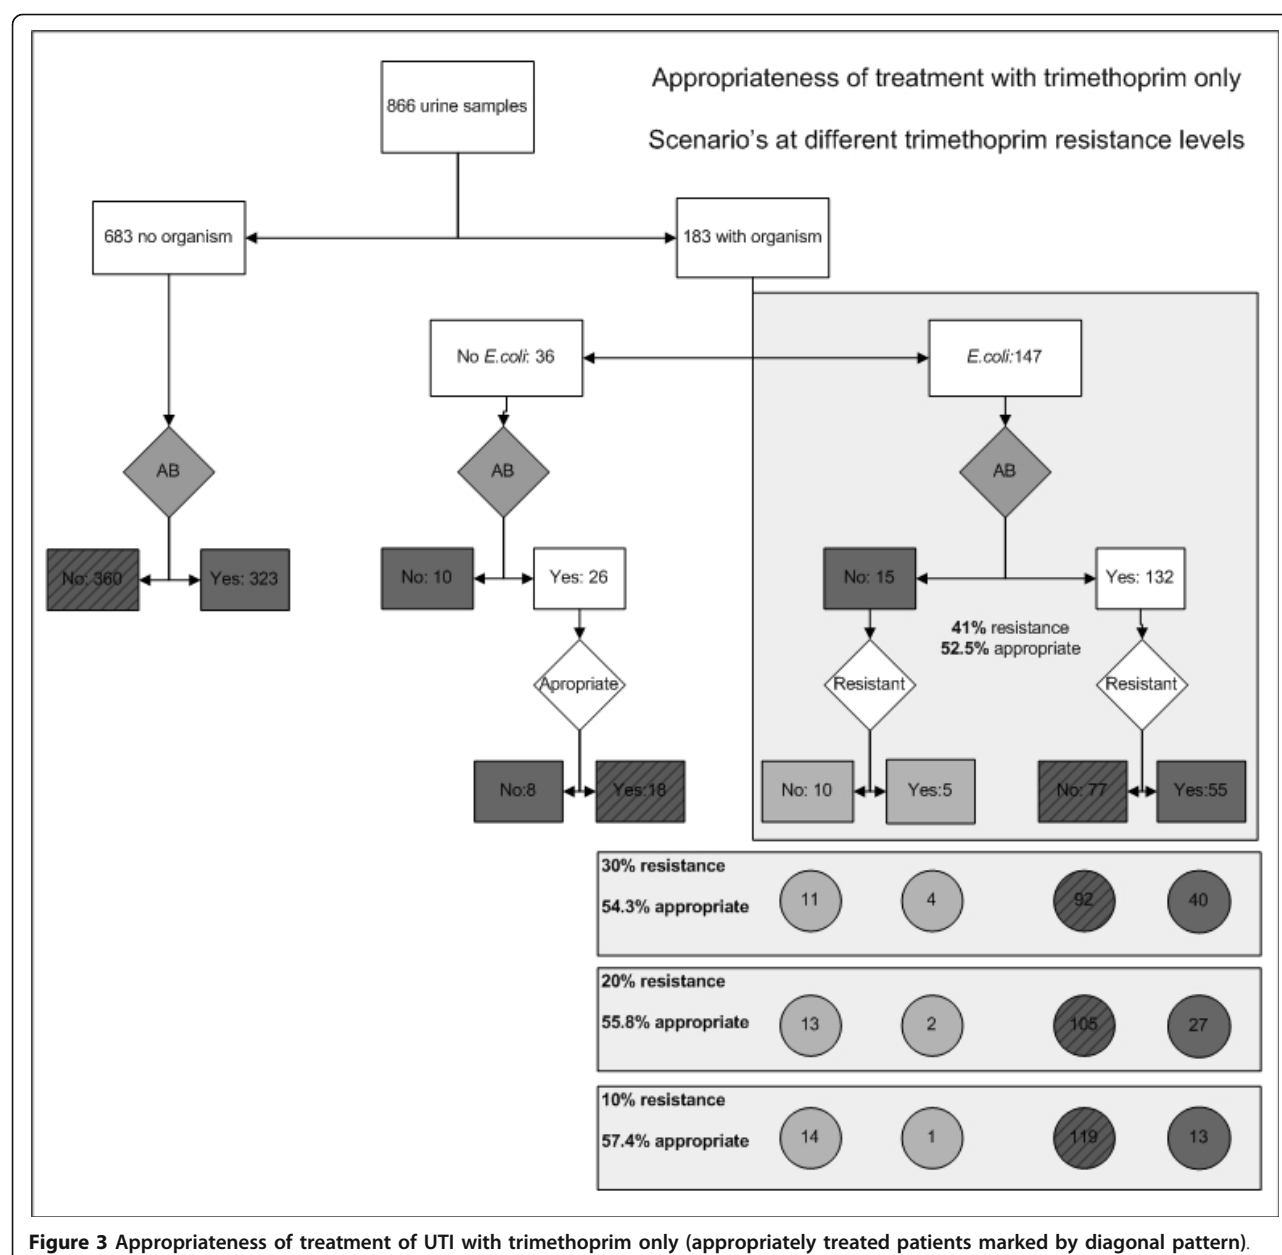 Appropriateness of treatment with trimethoprim only
Scenario's at different trimethoprim resistance levels
866 urine samples
683 no organism
183 with organism
No E.coli: 36
E.coli:147
AB
AB
AB
No: 360
Yes: 323
No: 10
Yes: 26
No: 15
Yes: 132
41% resistance
52.5% appropriate
Apropriate
Resistant
Resistant
No:8
Yes:18
No: 10
Yes:5
No: 77
Yes:55
30% resistance
54.3% appropriate
11
4
92
40
20% resistance
55.8% appropriate
13
2
105
27
10% resistance
57.4% appropriate
14
1
119
13
Figure 3 Appropriateness of treatment of UTI with trimethoprim only (appropriately treated patients marked by diagonal pattern).